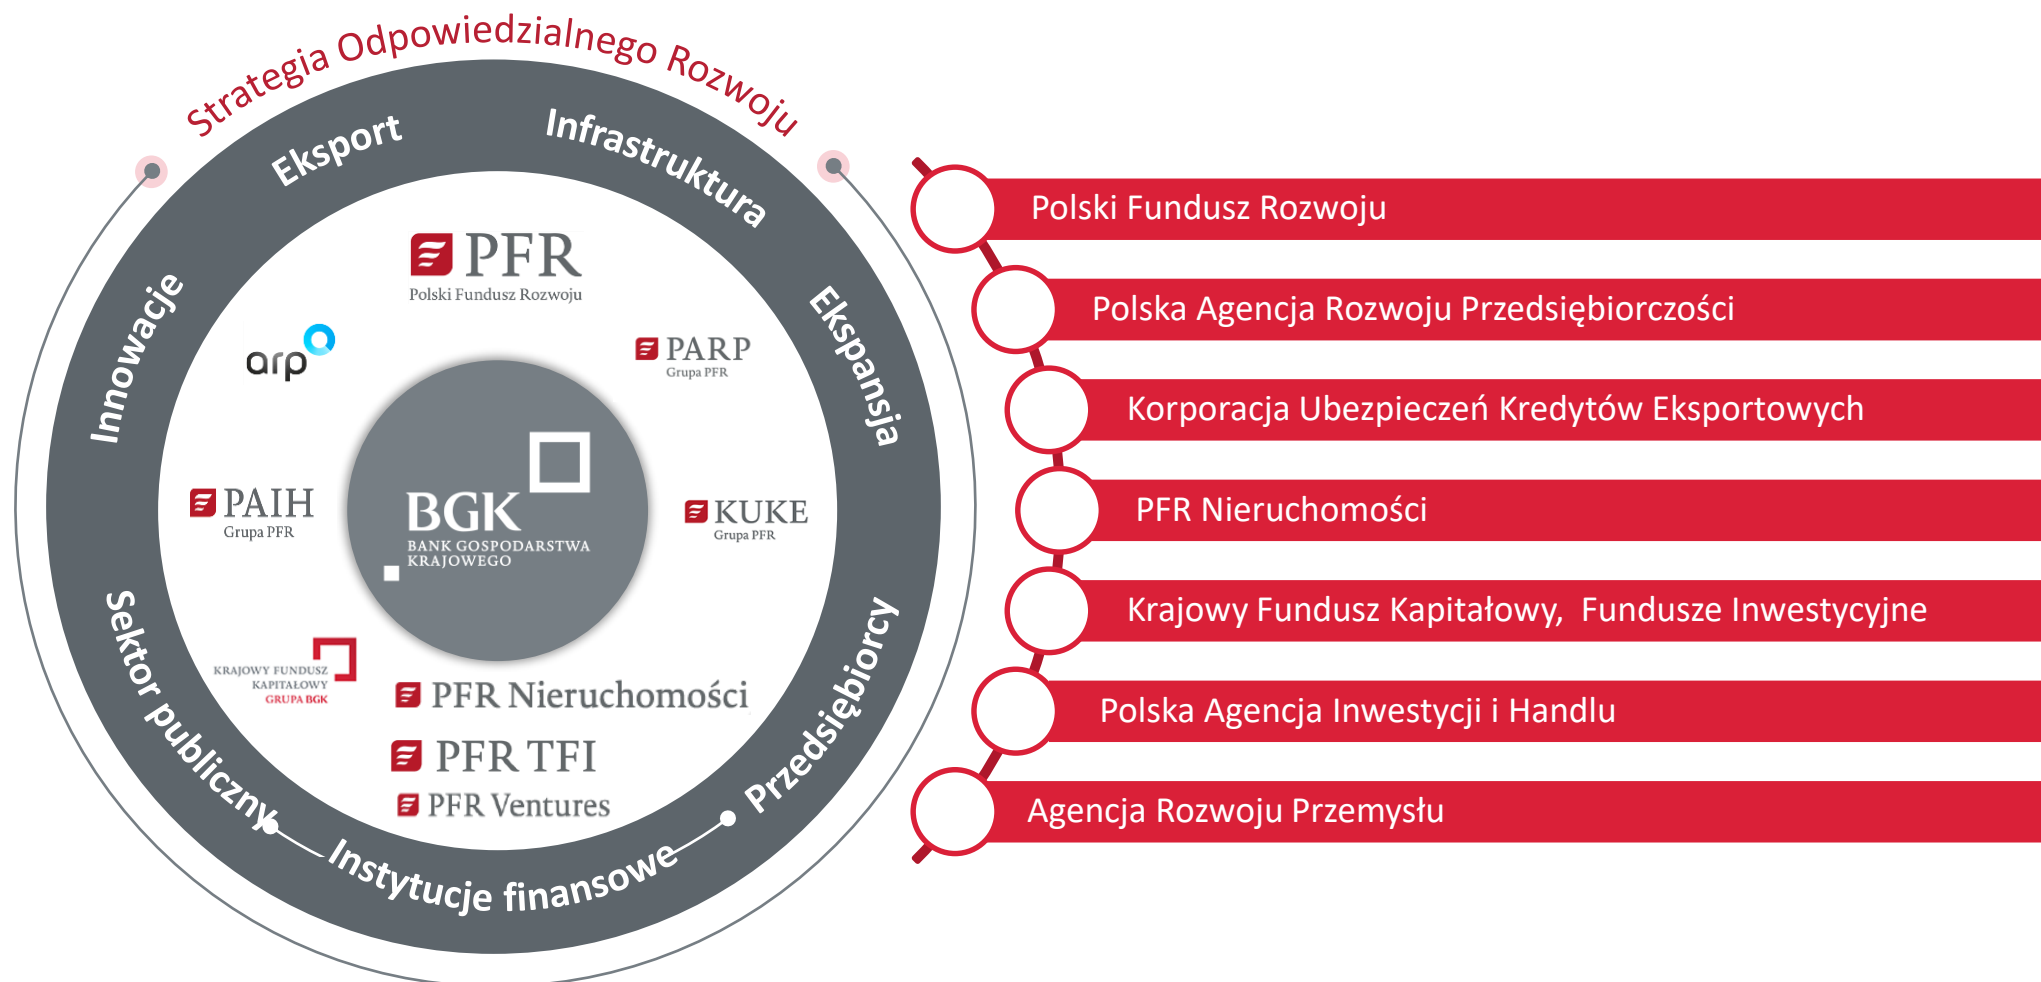 Strategia Odpowiedzialnego Rozwoju
Eksport
Infrastruktura
Innowacje
Ekspansja
Sektor publiczny
Instytucje finansowe
Przedsiębiorcy
PFR
Polski Fundusz Rozwoju
arp
PARP
Grupa PFR
PAIH
Grupa PFR
BGK
BANK GOSPODARSTWA
KRAJOWEGO
KUKE
Grupa PFR
KRAJOWY FUNDUSZ
KAPITAŁOWY
GRUPA BGK
PFR Nieruchomości
PFR TFI
PFR Ventures
Polski Fundusz Rozwoju
Polska Agencja Rozwoju Przedsiębiorczości
Korporacja Ubezpieczeń Kredytów Eksportowych
PFR Nieruchomości
Krajowy Fundusz Kapitałowy,  Fundusze Inwestycyjne
Polska Agencja Inwestycji i Handlu
Agencja Rozwoju Przemysłu